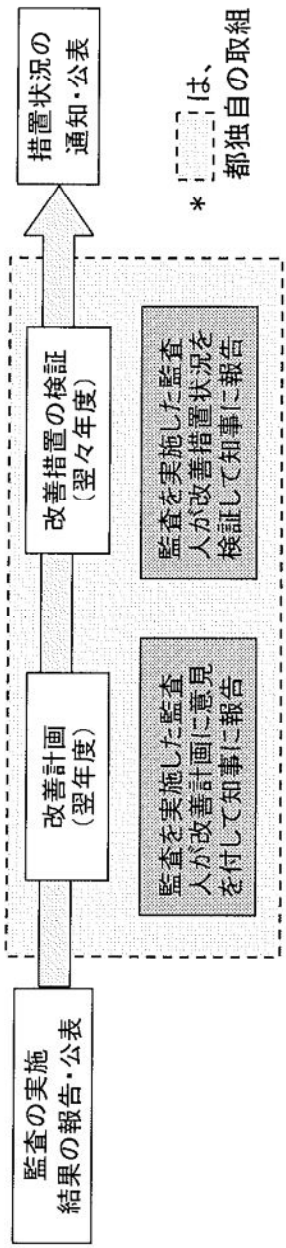 監査の実施
結果の報告・公表
改善計画
(翌年度)
監査を実施した監査
人が改善計画に意見
を付して知事に報告
改善措置の検証
(翌々年度)
監査を実施した監査
人が改善措置状況を
検証して知事に報告
措置状況の
通知・公表
* は、
都独自の取組